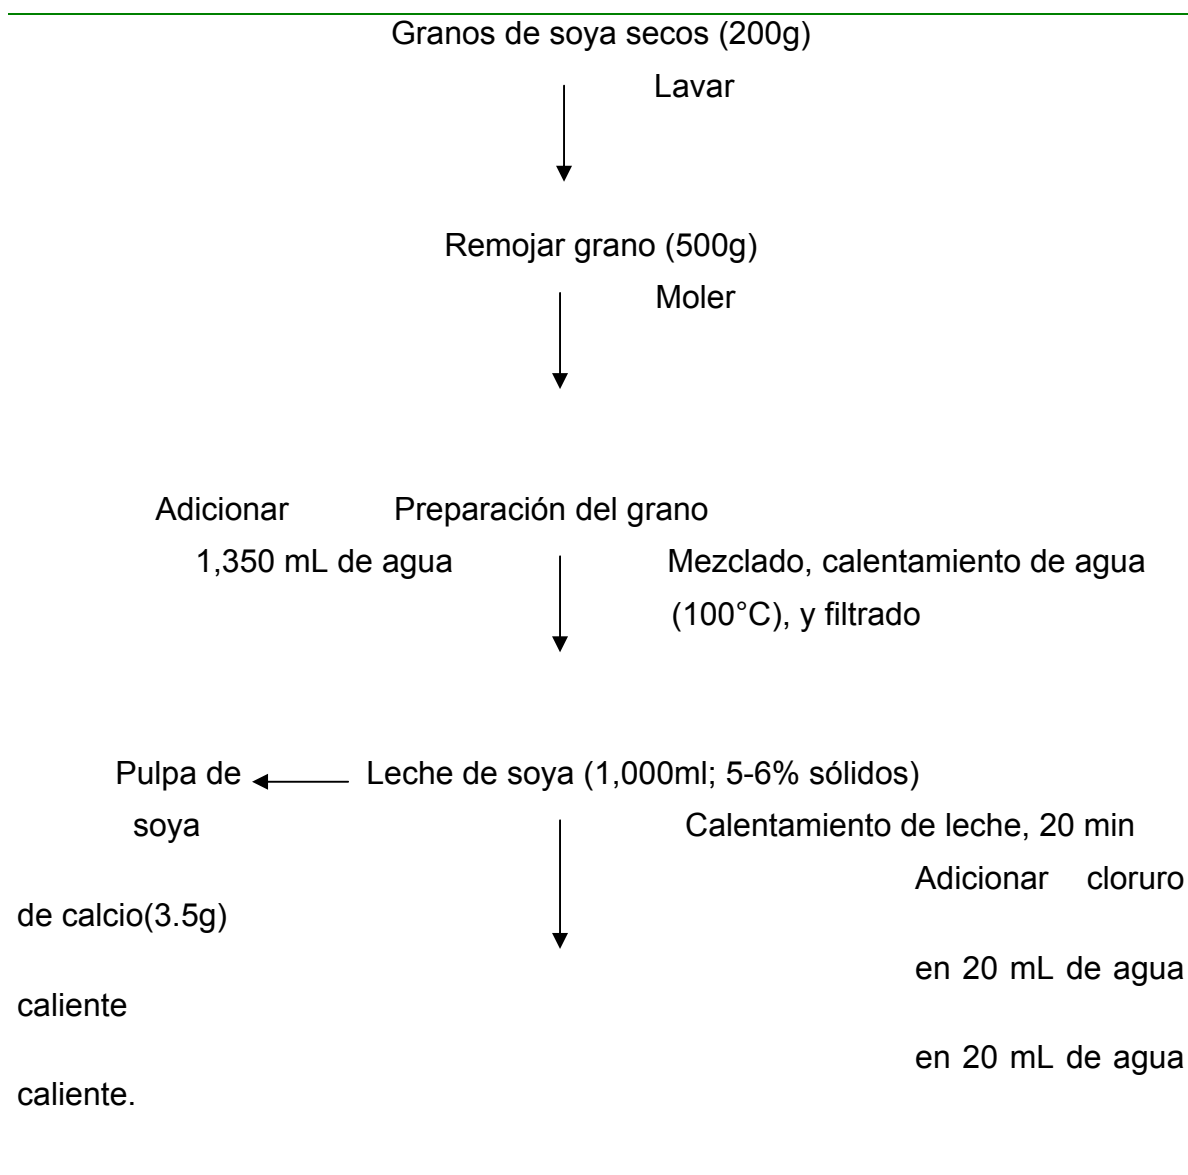 Granos de soya secos (200g)
Lavar
Remojar grano (500g)
Moler
Adicionar Preparación del grano
1,350 mL de agua Mezclado, calentamiento de agua
(100°C), y filtrado
Pulpa de Leche de soya (1,000ml; 5-6% sólidos)
soya Calentamiento de leche, 20 min
Adicionar cloruro
de calcio(3.5g)
en 20 mL de agua
caliente
en 20 mL de agua
caliente.